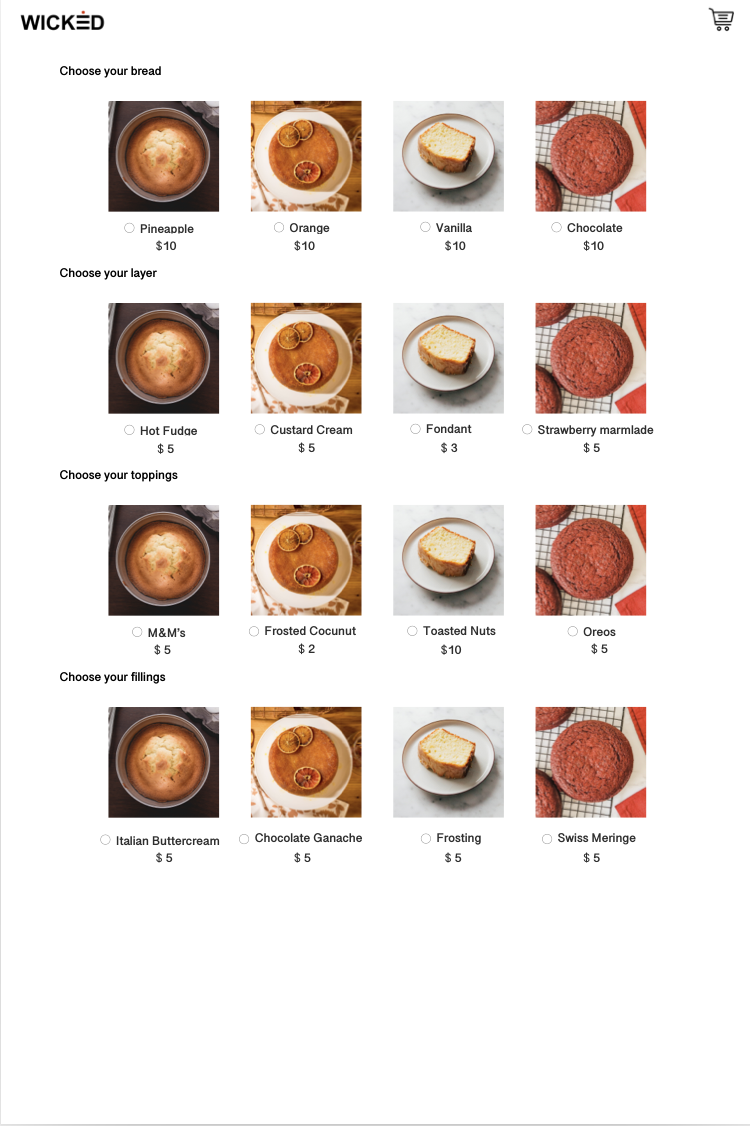 WICKED
Choose your bread
Pineapple Orange Vanilla Chocolate
$10 $10 $10 $10
Choose your layer
Hot Fudge Custard Cream Fondant Strawberry marmlade
$ 5 $ 5 $ 3 $ 5
Choose your toppings
M&M's Frosted Cocunut Toasted Nuts Oreos
$ 5 $ 2 $10 $ 5
Choose your fillings
Italian Buttercream Chocolate Ganache Frosting Swiss Meringe
$ 5 $ 5 $ 5 $ 5